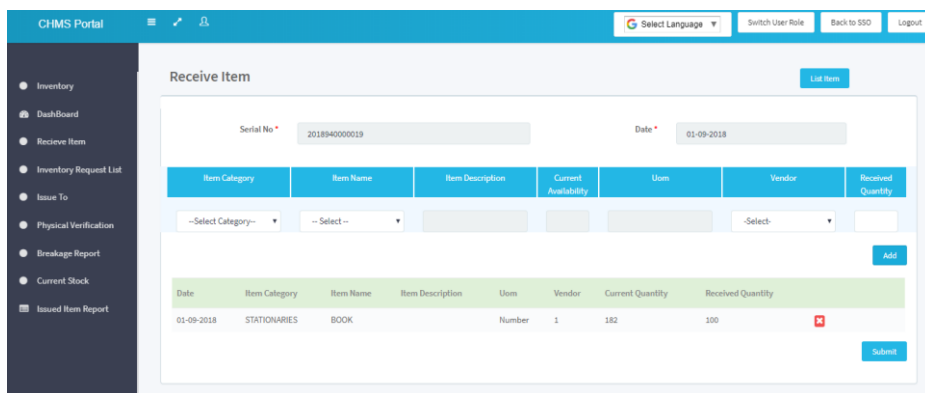 CHMS Portal
Select Language ▼
Switch User Role
Back to SSO
Logout
Inventory
DashBoard
Recieve Item
Inventory Request List
Issue To
Physical Verification
Breakage Report
Current Stock
Issued Item Report
Receive Item
List Item
Serial No * 2018940000019 Date * 01-09-2018
Item Category Item Name Item Description Current Availability Uom Vendor Received Quantity
--Select Category-- -- Select -- -Select-
Add
Date Item Category Item Name Item Description Uom Vendor Current Quantity Received Quantity
01-09-2018 STATIONARIES BOOK Number 1 182 100
Submit